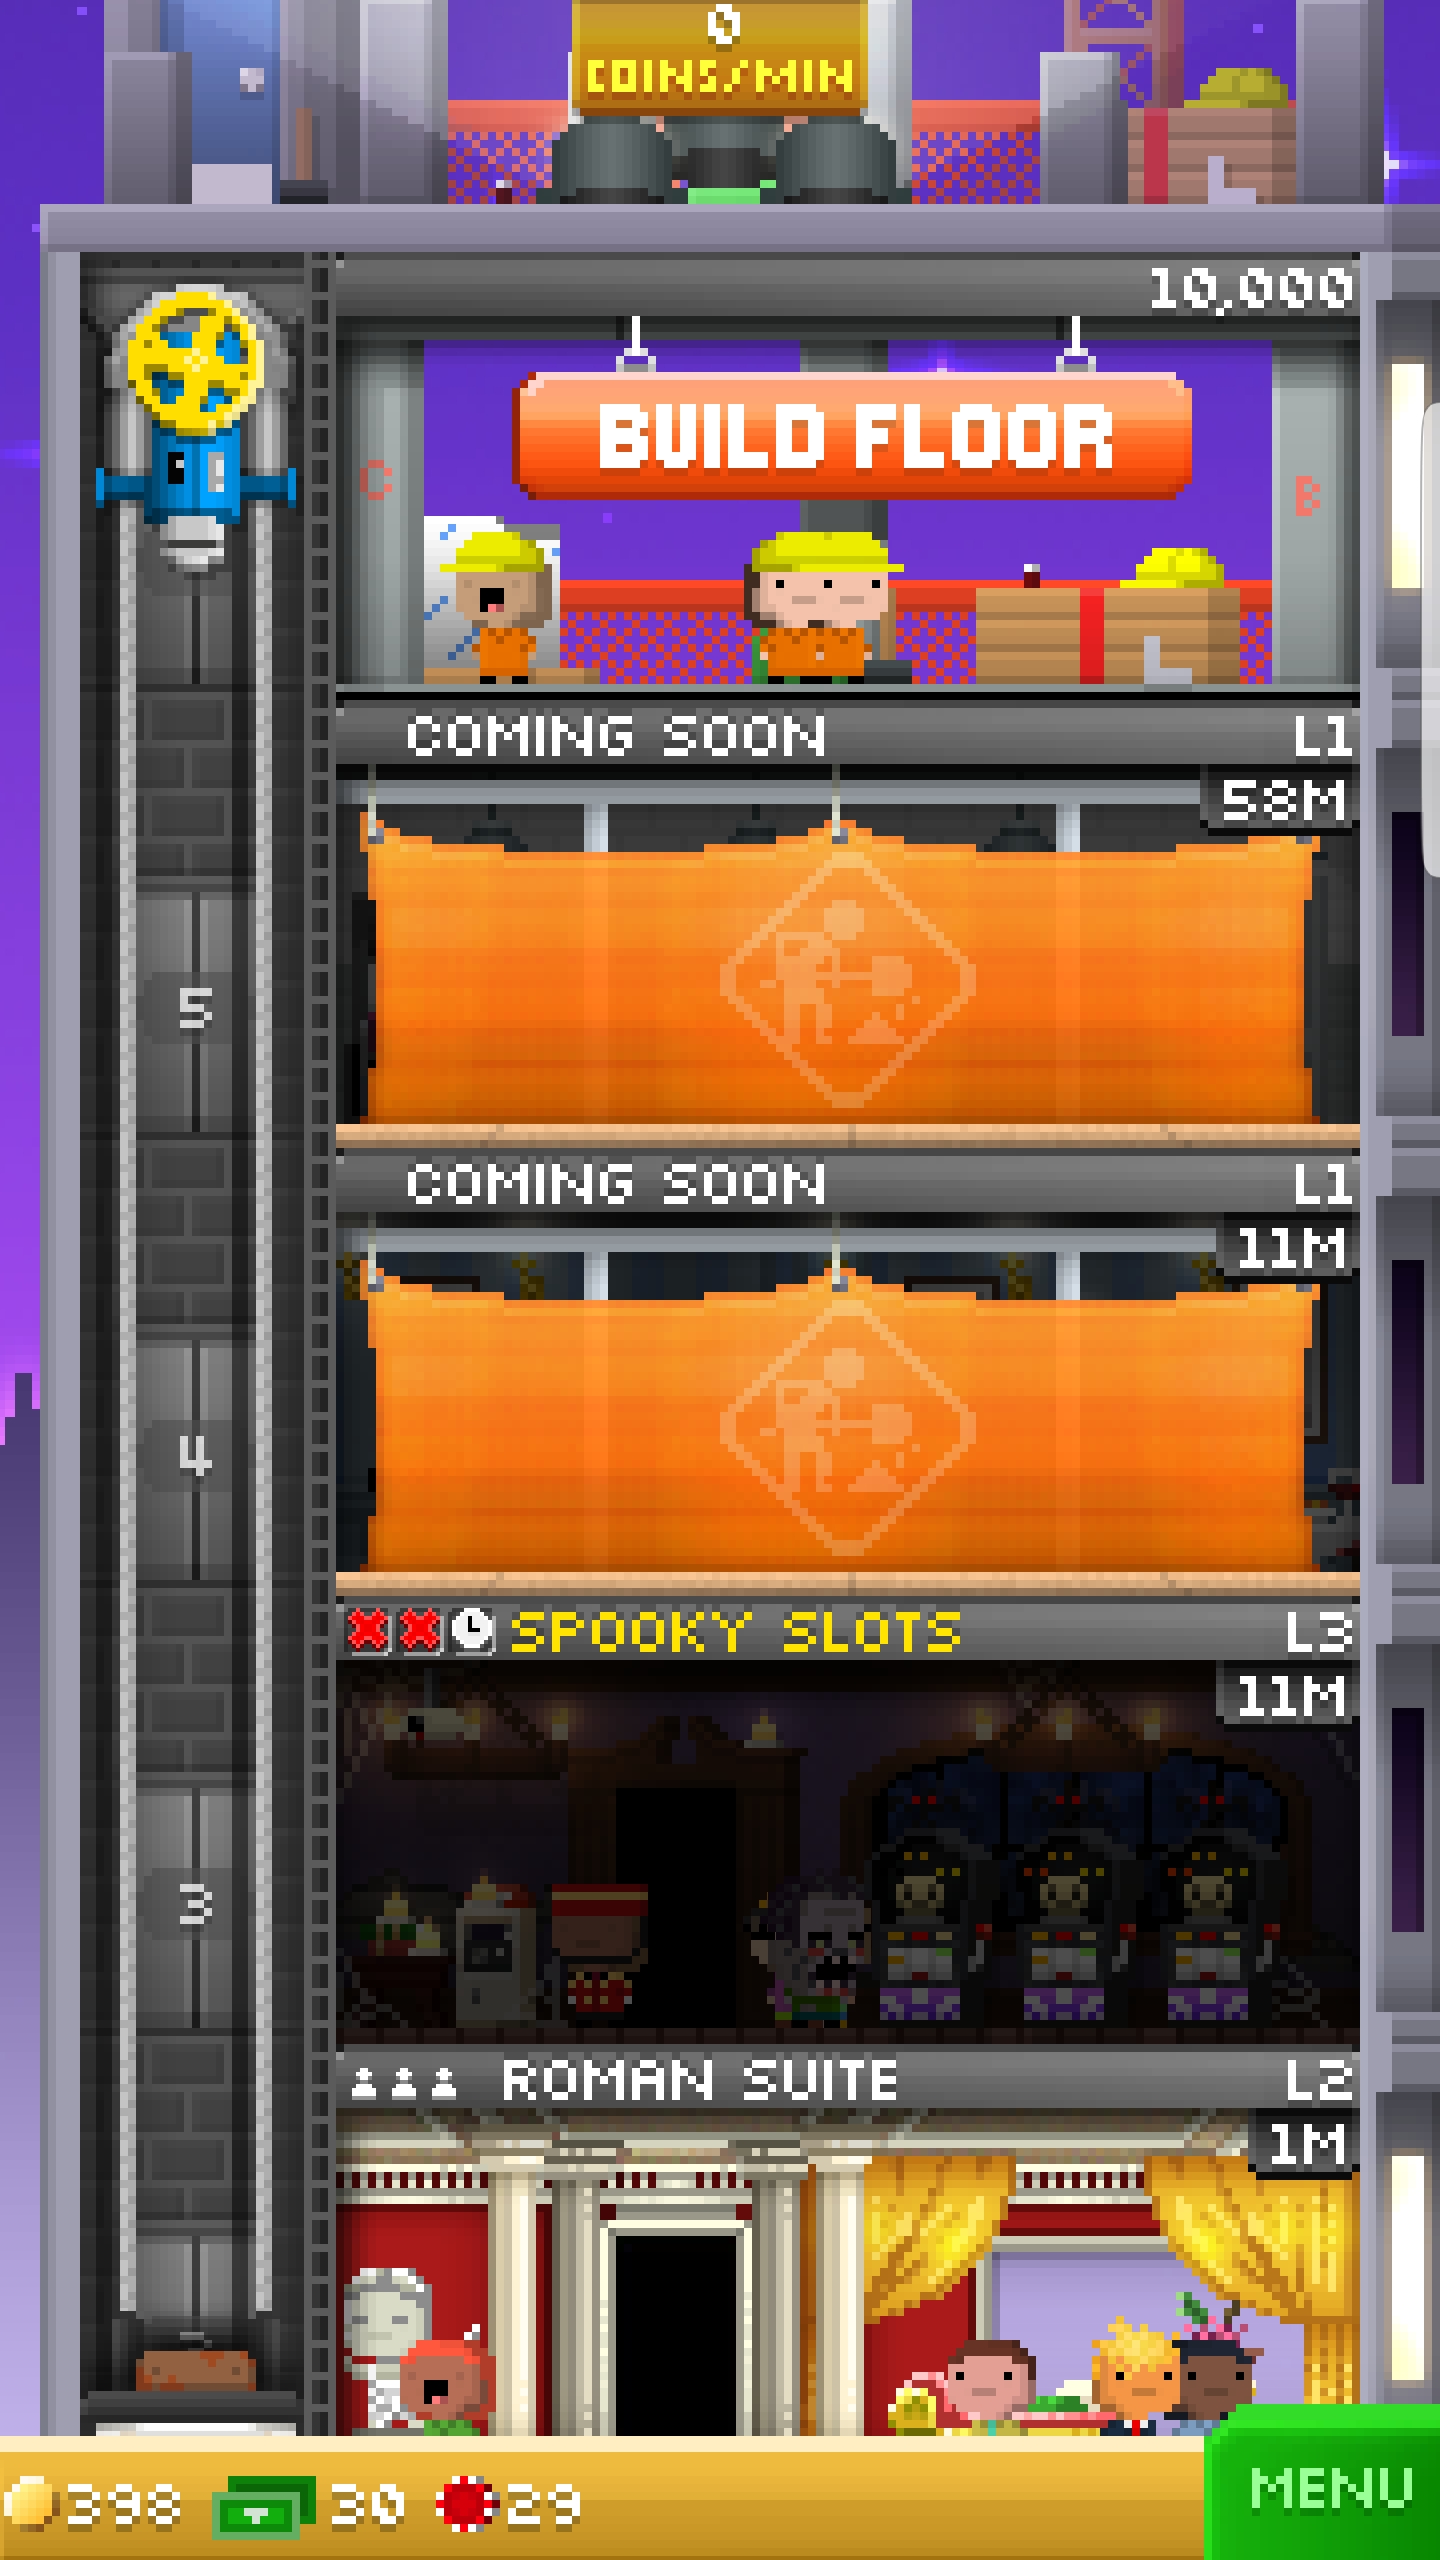 0
COINS/MIN
10,000
BUILD FLOOR
C
B
COMING SOON L1
58M
5
COMING SOON L1
11M
4
SPOOKY SLOTS L3
11M
3
ROMAN SUITE L2
1M
398 30 29 MENU